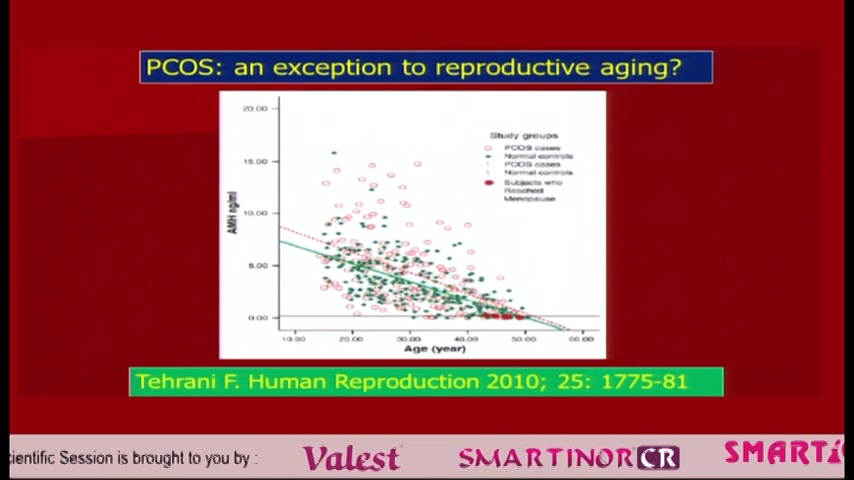 PCOS: an exception to reproductive aging?
20.00
15.00
10.00
5.00
0.00
AMH ng/ml
Study groups
PCOS cases
Normal controls
PCOS cases
Normal controls
Subjects who
Reached
Menopause
10.00 20.00 30.00 40.00 50.00 60.00
Age (year)
Tehrani F. Human Reproduction 2010; 25: 1775-81
cientific Session is brought to you by : Valest SMARTINOR CR SMARTi